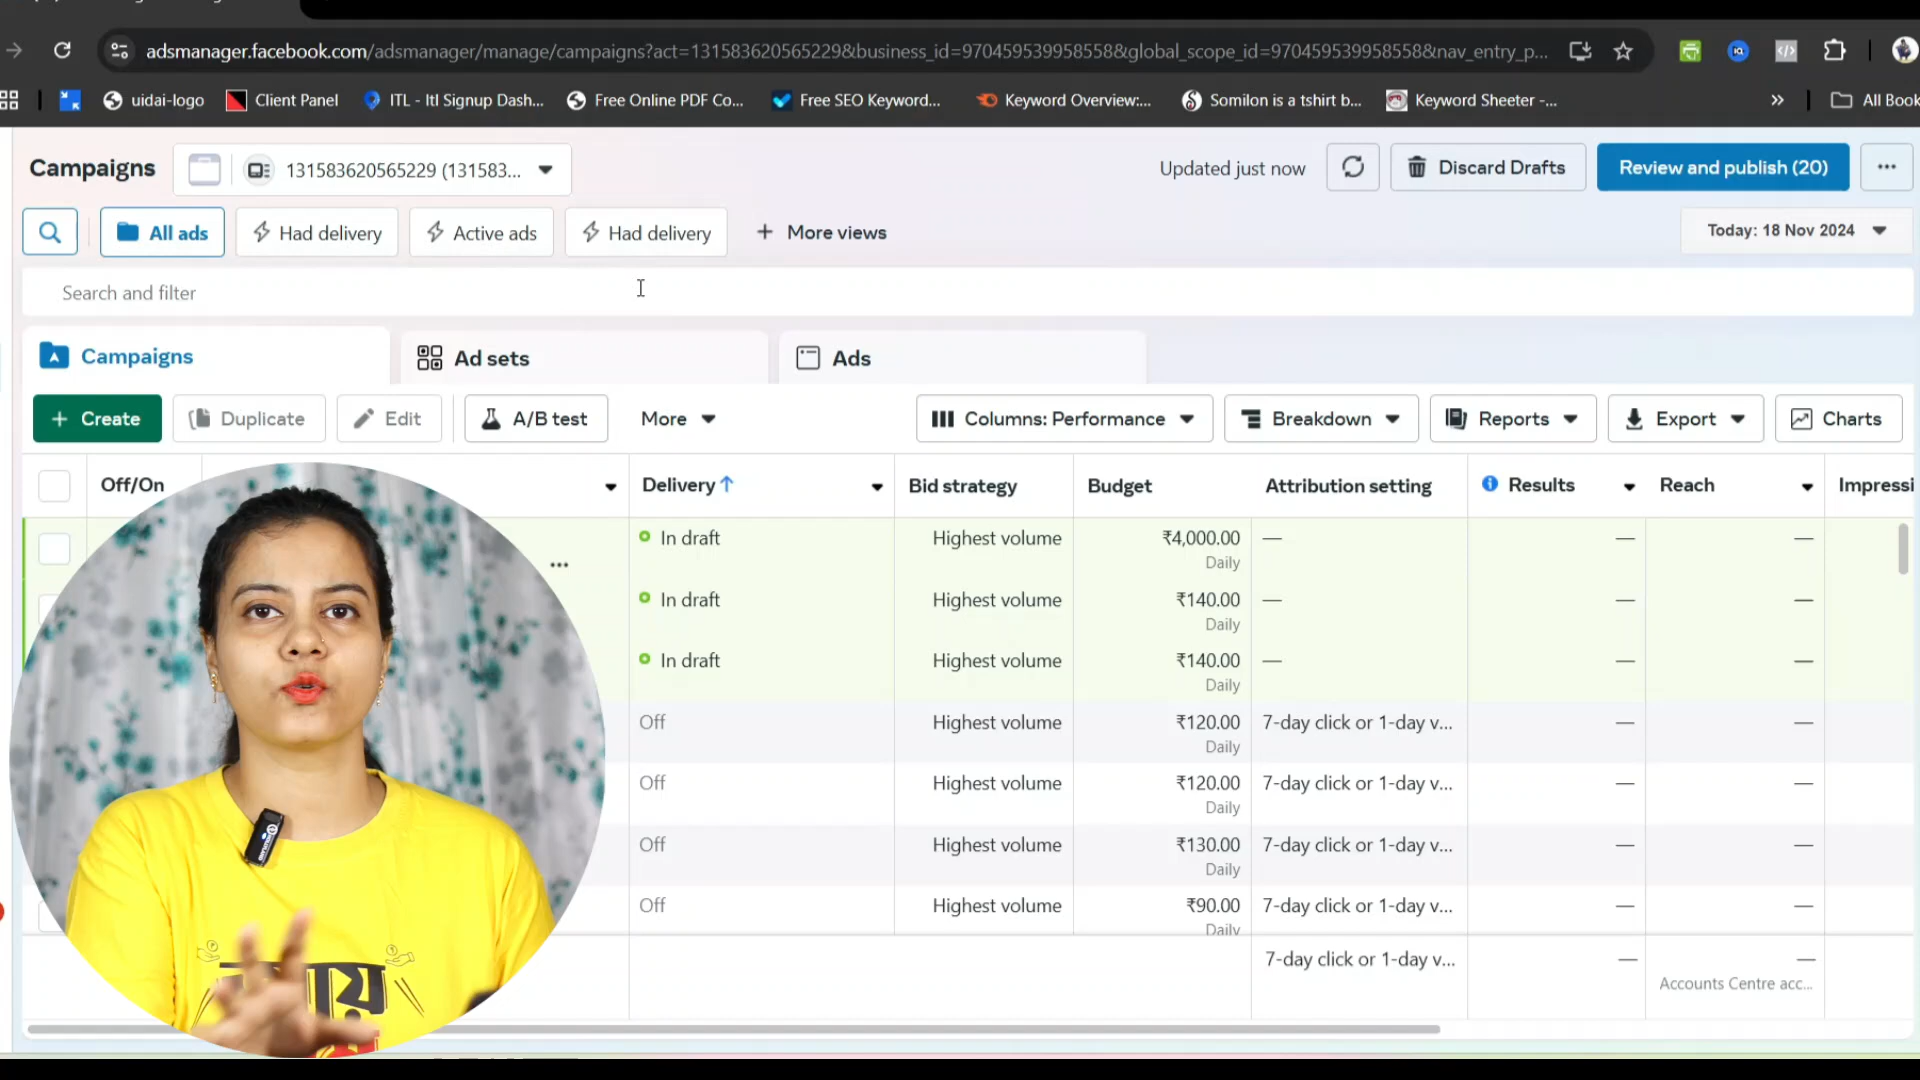 adsmanager.facebook.com/adsmanager/manage/campaigns?act=131583620565229&business_id=970459539958558&global_scope_id=970459539958558&nav_entry_p...
uidai-logo Client Panel ITL - Itl Signup Dash... Free Online PDF Co... Free SEO Keyword... Keyword Overview:... Somilon is a tshirt b... Keyword Sheeter -... » All Book
Campaigns 131583620565229 (131583... Updated just now Discard Drafts Review and publish (20) ...
All ads Had delivery Active ads Had delivery + More views Today: 18 Nov 2024
Search and filter
Campaigns Ad sets Ads
+ Create Duplicate Edit A/B test More Columns: Performance Breakdown Reports Export Charts
Off/On Delivery↑ Bid strategy Budget Attribution setting Results Reach Impressi
In draft Highest volume ₹4,000.00 — — —
Daily
In draft Highest volume ₹140.00 — — —
Daily
In draft Highest volume ₹140.00 — — —
Daily
Off Highest volume ₹120.00 7-day click or 1-day v... — —
Daily
Off Highest volume ₹120.00 7-day click or 1-day v... — —
Daily
Off Highest volume ₹130.00 7-day click or 1-day v... — —
Daily
Off Highest volume ₹90.00 7-day click or 1-day v... — —
Daily
7-day click or 1-day v... — —
Accounts Centre acc...